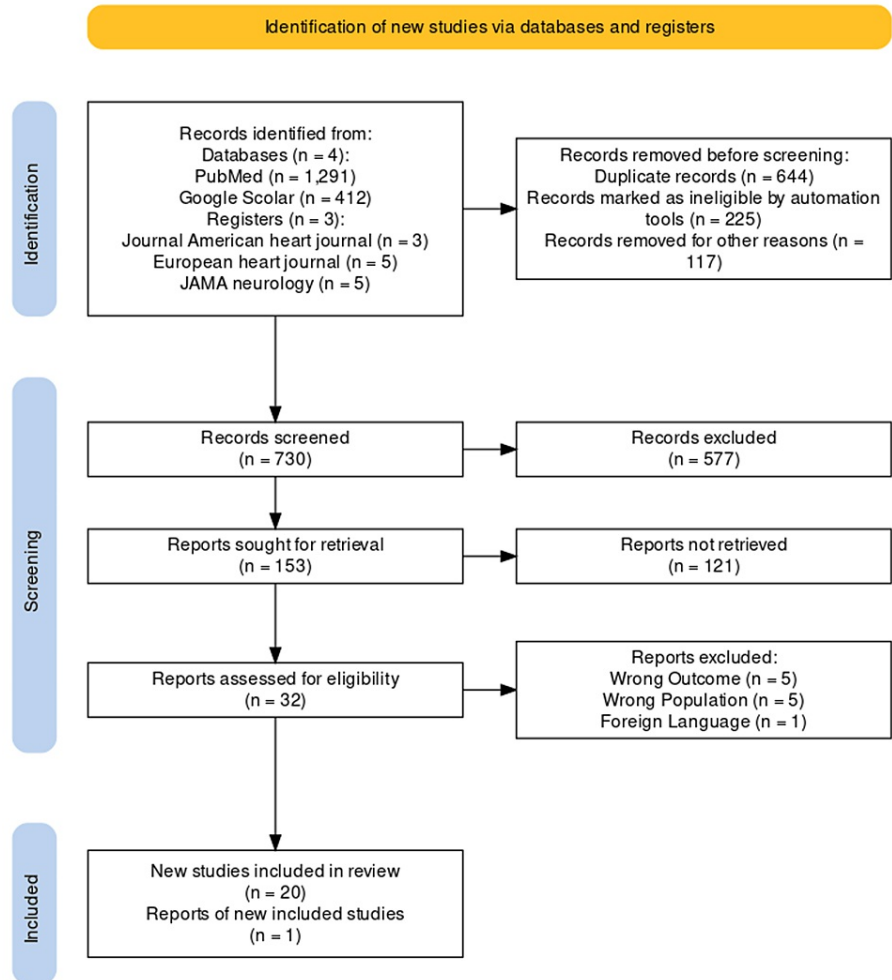 Identification of new studies via databases and registers
Identification
Records identified from:
Databases (n = 4):
PubMed (n = 1,291)
Google Scolar (n = 412)
Registers (n = 3):
Journal American heart journal (n = 3)
European heart journal (n = 5)
JAMA neurology (n = 5)
Records removed before screening:
Duplicate records (n = 644)
Records marked as ineligible by automation
tools (n = 225)
Records removed for other reasons (n =
117)
Screening
Records screened
(n = 730)
Records excluded
(n = 577)
Reports sought for retrieval
(n = 153)
Reports not retrieved
(n = 121)
Reports assessed for eligibility
(n = 32)
Reports excluded:
Wrong Outcome (n = 5)
Wrong Population (n = 5)
Foreign Language (n = 1)
Included
New studies included in review
(n = 20)
Reports of new included studies
(n = 1)